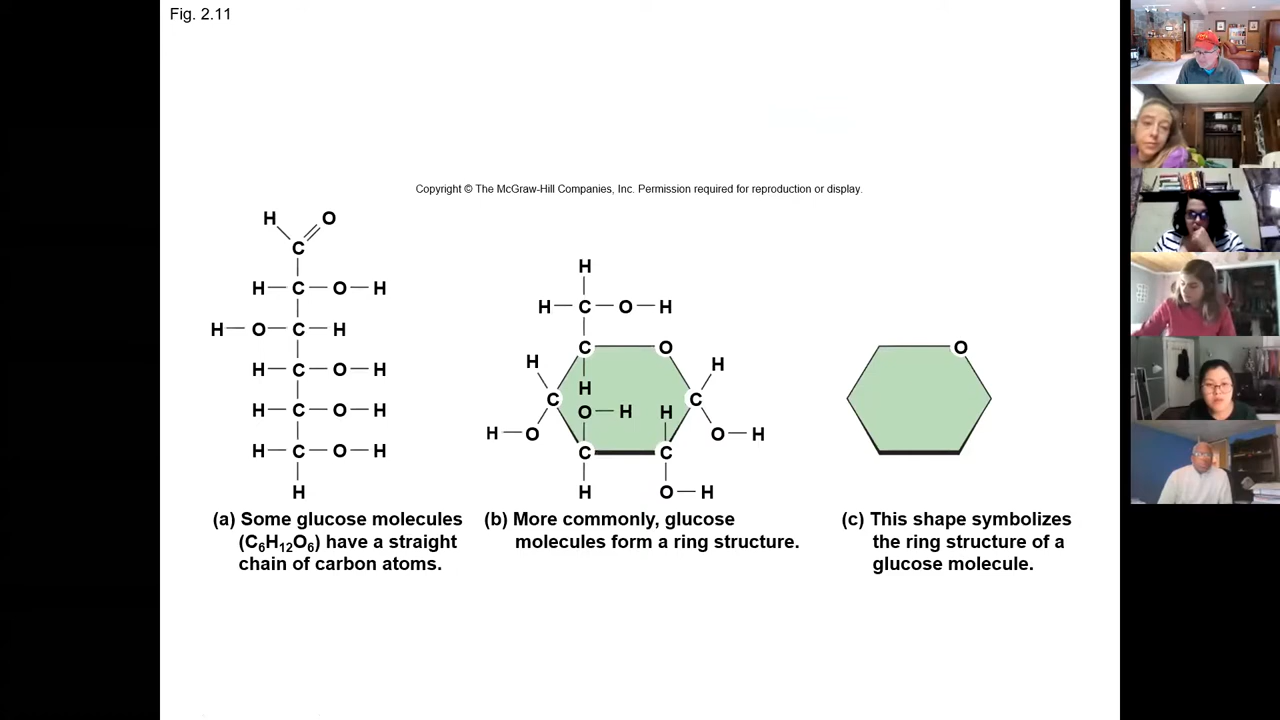 Fig. 2.11
Copyright © The McGraw-Hill Companies, Inc. Permission required for reproduction or display.
H O
C
H C O H
H O C H
H C O H
H C O H
H C O H
H
H
H C O H
C O
H H
H
C C
O H H
H O O H
C C
H O H
O
(a) Some glucose molecules
(C₆H₁₂O₆) have a straight
chain of carbon atoms.
(b) More commonly, glucose
molecules form a ring structure.
(c) This shape symbolizes
the ring structure of a
glucose molecule.